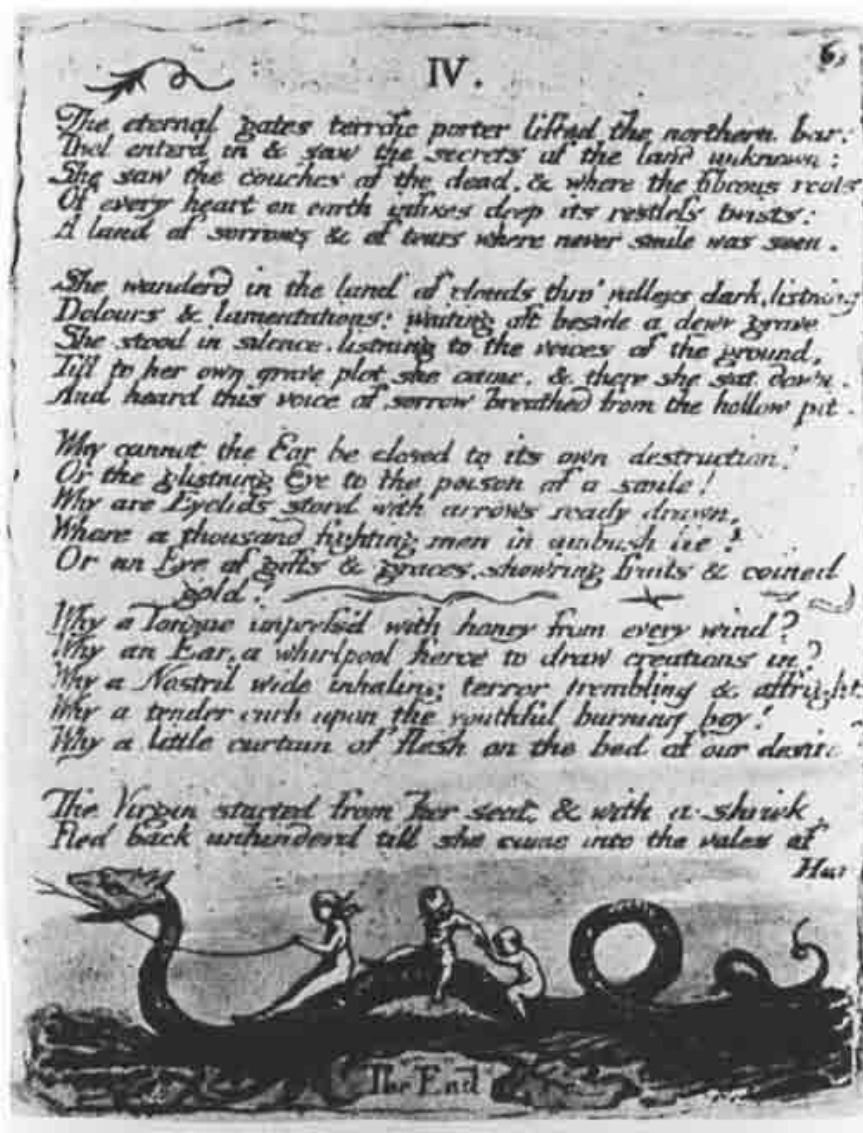 IV.
6
The eternal gates terrific porter lifted the northern bar:
Thel enterd in & saw the secrets of the land unknown:
She saw the couches of the dead, & where the fibrous roots
Of every heart on earth infixes deep its restless twists:
A land of sorrows & of tears where never smile was seen.
She wanderd in the land of clouds thro' valleys dark, listning
Dolours & lamentations: waiting oft beside a dewy grave
She stood in silence, listning to the voices of the ground,
Till to her own grave plot she came, & there she sat down.
And heard this voice of sorrow breathed from the hollow pit.
Why cannot the Ear be closed to its own destruction?
Or the glistning Eye to the poison of a smile!
Why are Eyelids stord with arrows ready drawn,
Where a thousand fighting men in ambush lie?
Or an Eye of gifts & graces, showring fruits & coined
gold?
Why a Tongue impress'd with honey from every wind?
Why an Ear, a whirlpool fierce to draw creations in?
Why a Nostril wide inhaling terror trembling & affright
Why a tender curb upon the youthful burning boy!
Why a little curtain of flesh on the bed of our desire?
The Virgin started from her seat, & with a shriek
Fled back unhinderd till she came into the vales of
Har
The End